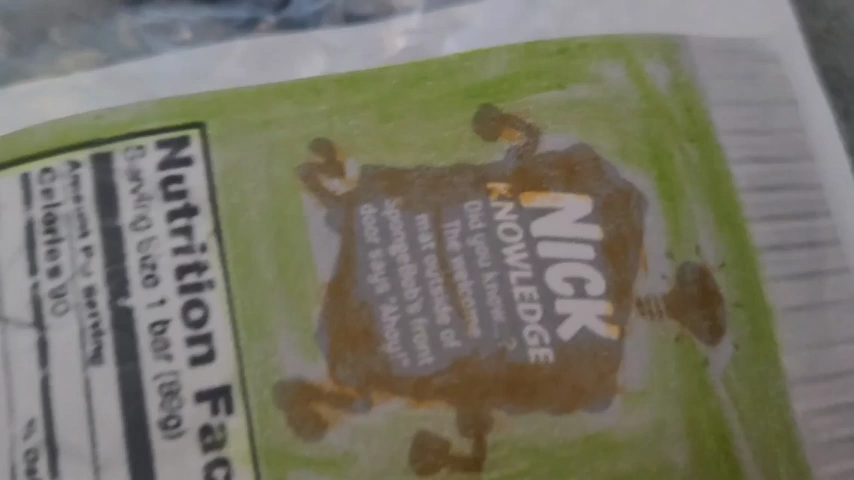 NICK
KNOWLEDGE
Did you know...?
The welcome
mat outside of
SpongeBob's front
door says "Ahoy!"
Nutrition Fac
Serving Size 1 bar (89g)
Amount Per Serving
Calories 90